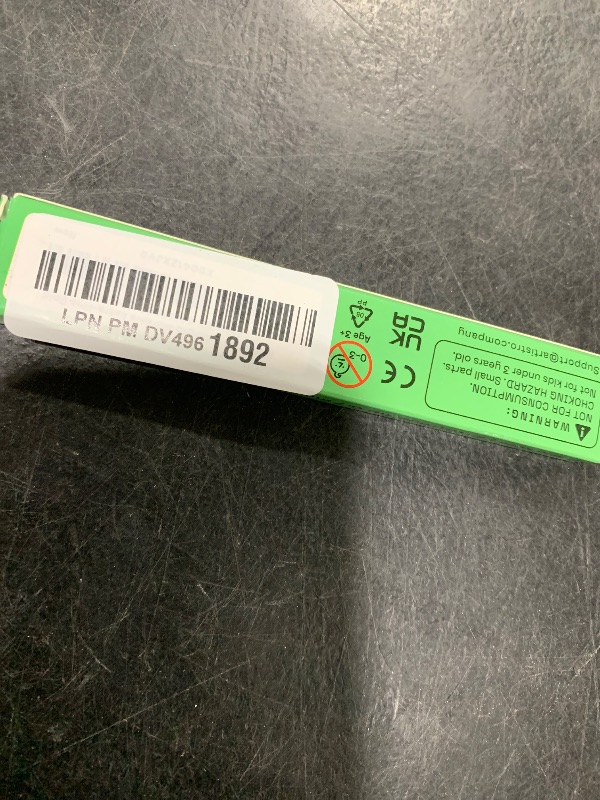 LPN PM DV496 1892
WARNING:
NOT FOR CONSUMPTION.
CHOKING HAZARD. Small parts.
Not for kids under 3 years old.
Support@artistro.company
CE
UK
CA
0-3
Age 3+
06
PP